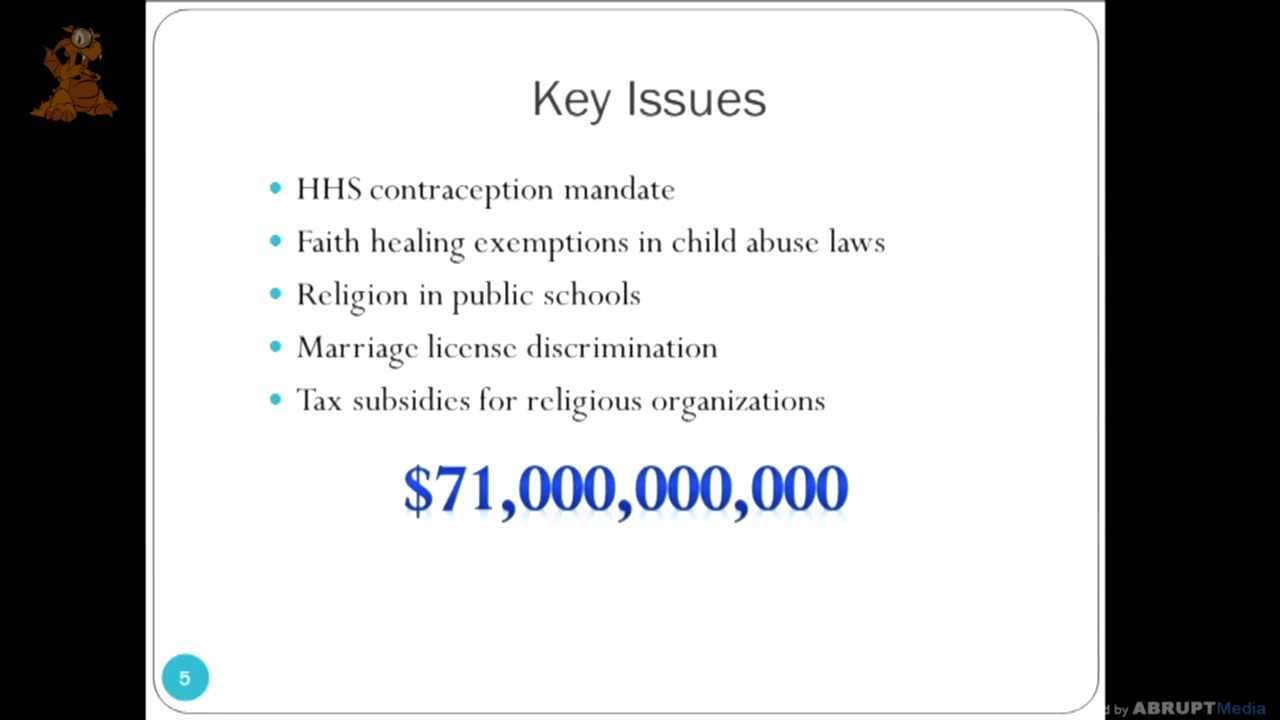 Key Issues
HHS contraception mandate
Faith healing exemptions in child abuse laws
Religion in public schools
Marriage license discrimination
Tax subsidies for religious organizations
$71,000,000,000
5
by ABRUPTMedia